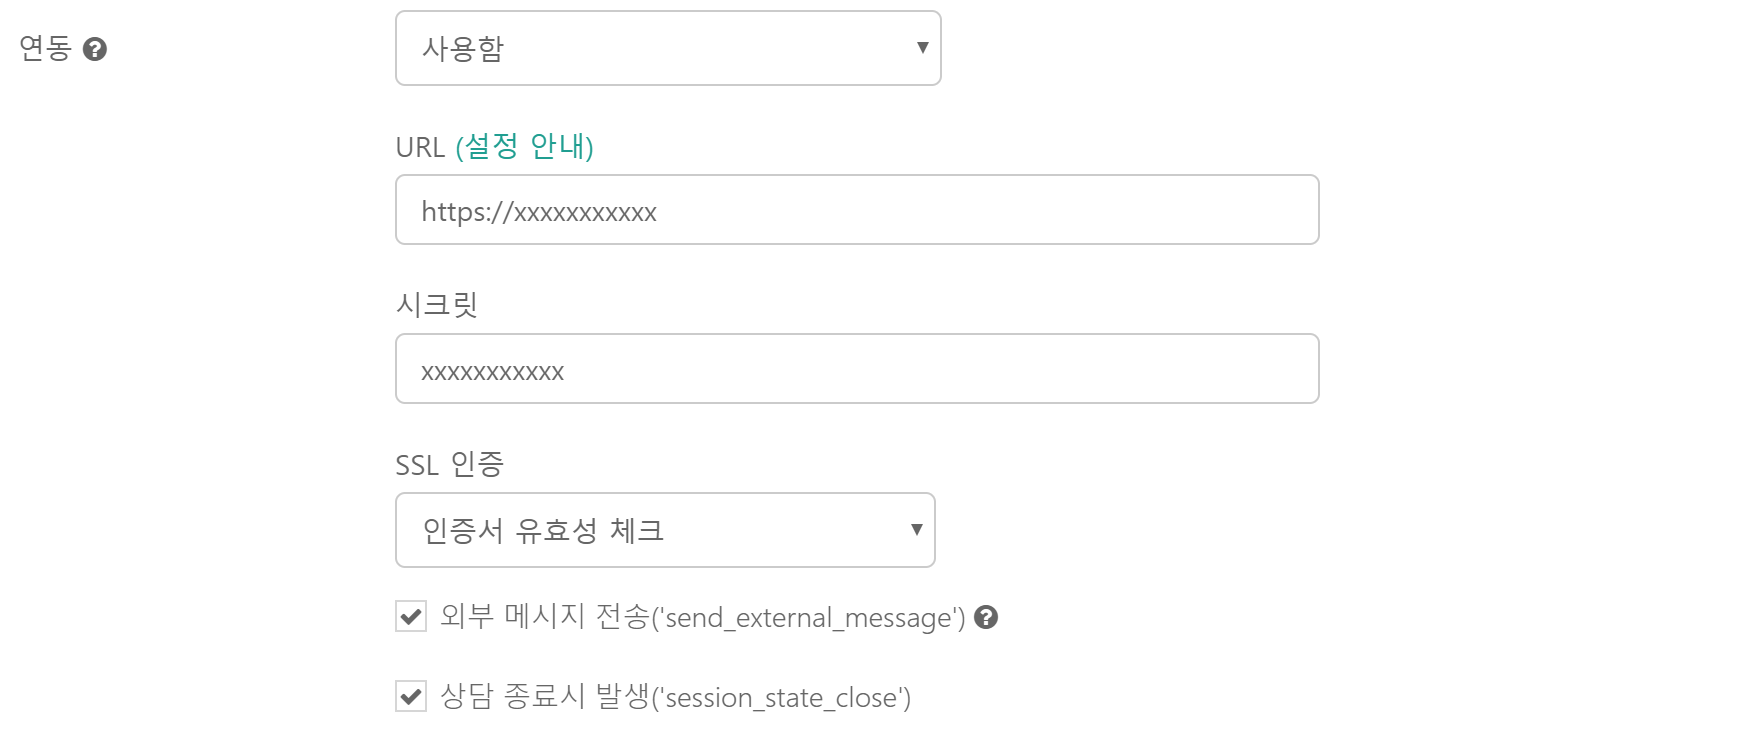 연동
사용함
URL (설정 안내)
https://xxxxxxxxxxx
시크릿
xxxxxxxxxxx
SSL 인증
인증서 유효성 체크
외부 메시지 전송('send_external_message')
상담 종료시 발생('session_state_close')